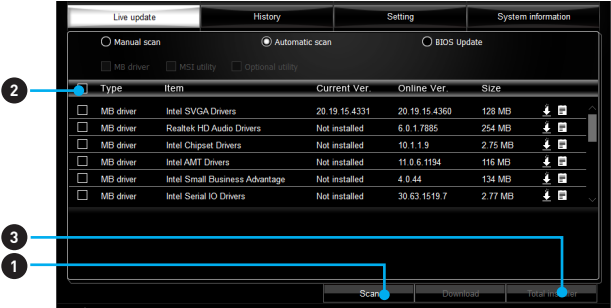 Live update History Setting System information
Manual scan Automatic scan BIOS Update
MB driver MSI utility Optional utility
2 Type Item Current Ver. Online Ver. Size
MB driver Intel SVGA Drivers 20.19.15.4331 20.19.15.4360 128 MB
MB driver Realtek HD Audio Drivers Not installed 6.0.1.7885 254 MB
MB driver Intel Chipset Drivers Not installed 10.1.1.9 2.75 MB
MB driver Intel AMT Drivers Not installed 11.0.6.1194 116 MB
MB driver Intel Small Business Advantage Not installed 4.0.44 134 MB
MB driver Intel Serial IO Drivers Not installed 30.63.1519.7 2.77 MB
3
1
Scan Download Total installer